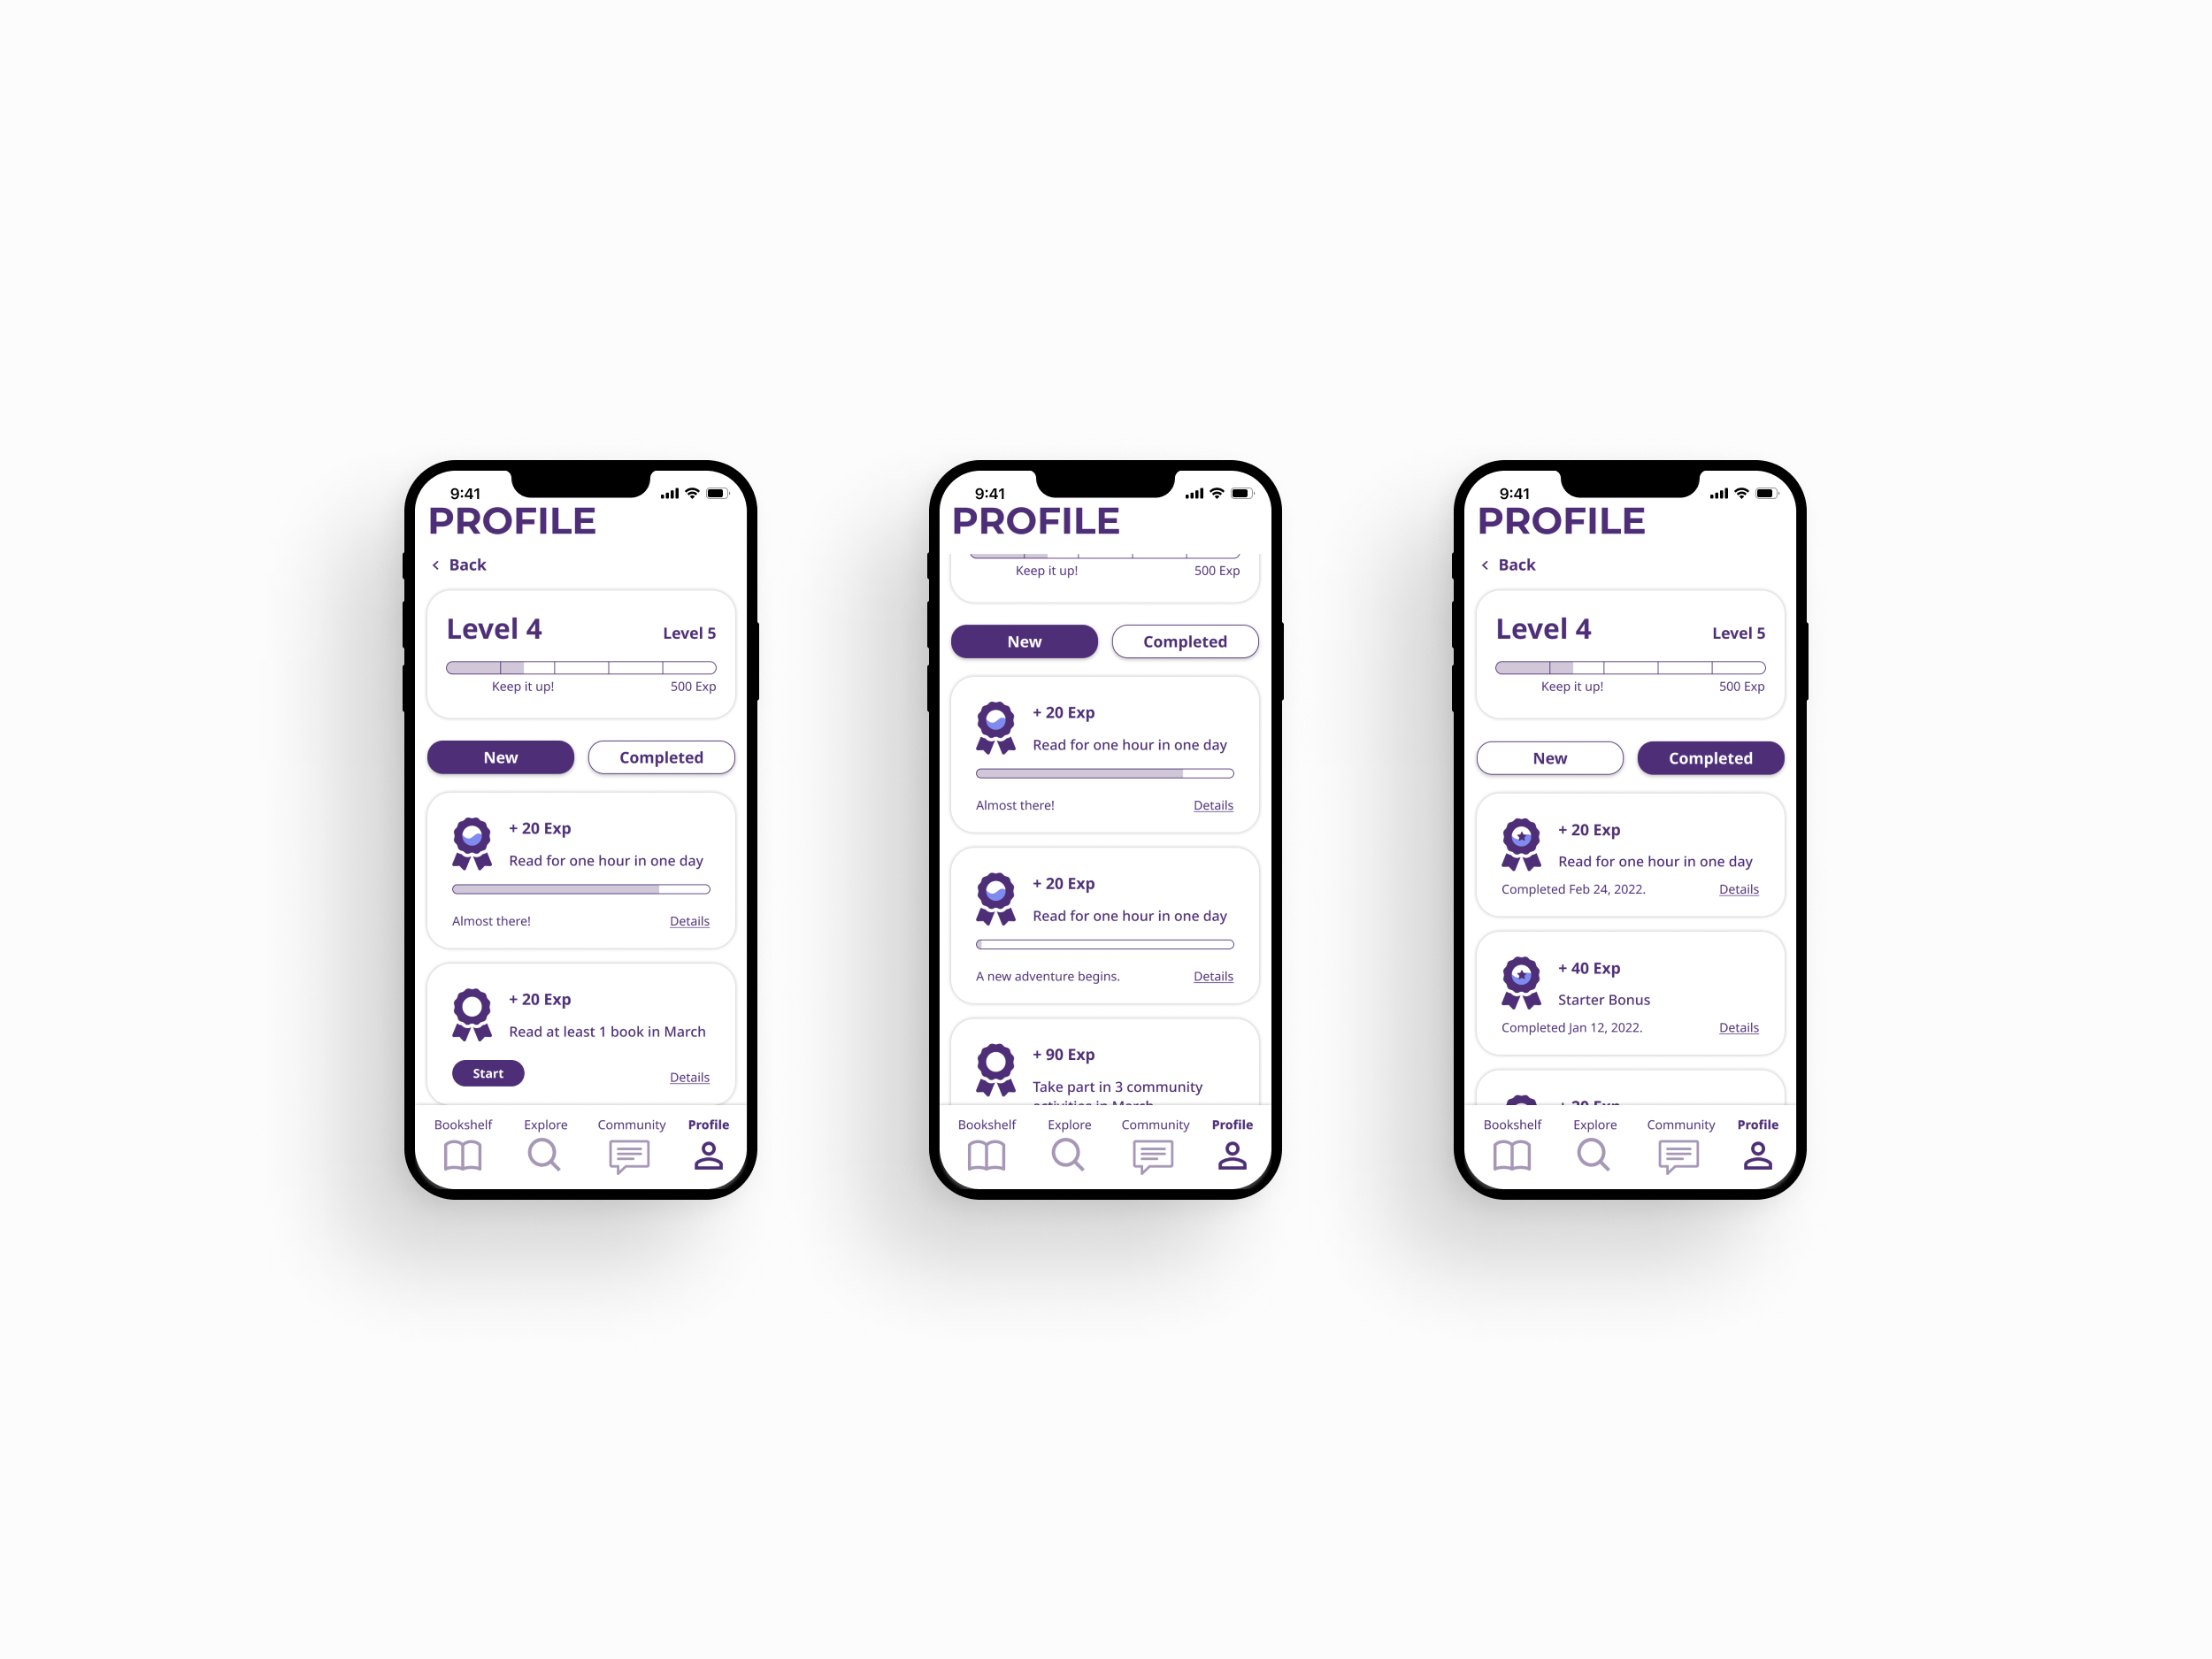 9:41
PROFILE
Back
Level 4
Level 5
Keep it up!
500 Exp
New
Completed
+ 20 Exp
Read for one hour in one day
Almost there!
Details
+ 20 Exp
Read at least 1 book in March
Start
Details
Bookshelf
Explore
Community
Profile
9:41
PROFILE
Keep it up!
500 Exp
New
Completed
+ 20 Exp
Read for one hour in one day
Almost there!
Details
+ 20 Exp
Read for one hour in one day
A new adventure begins.
Details
+ 90 Exp
Take part in 3 community
activities in March
Bookshelf
Explore
Community
Profile
9:41
PROFILE
Back
Level 4
Level 5
Keep it up!
500 Exp
New
Completed
+ 20 Exp
Read for one hour in one day
Completed Feb 24, 2022.
Details
+ 40 Exp
Starter Bonus
Completed Jan 12, 2022.
Details
Bookshelf
Explore
Community
Profile